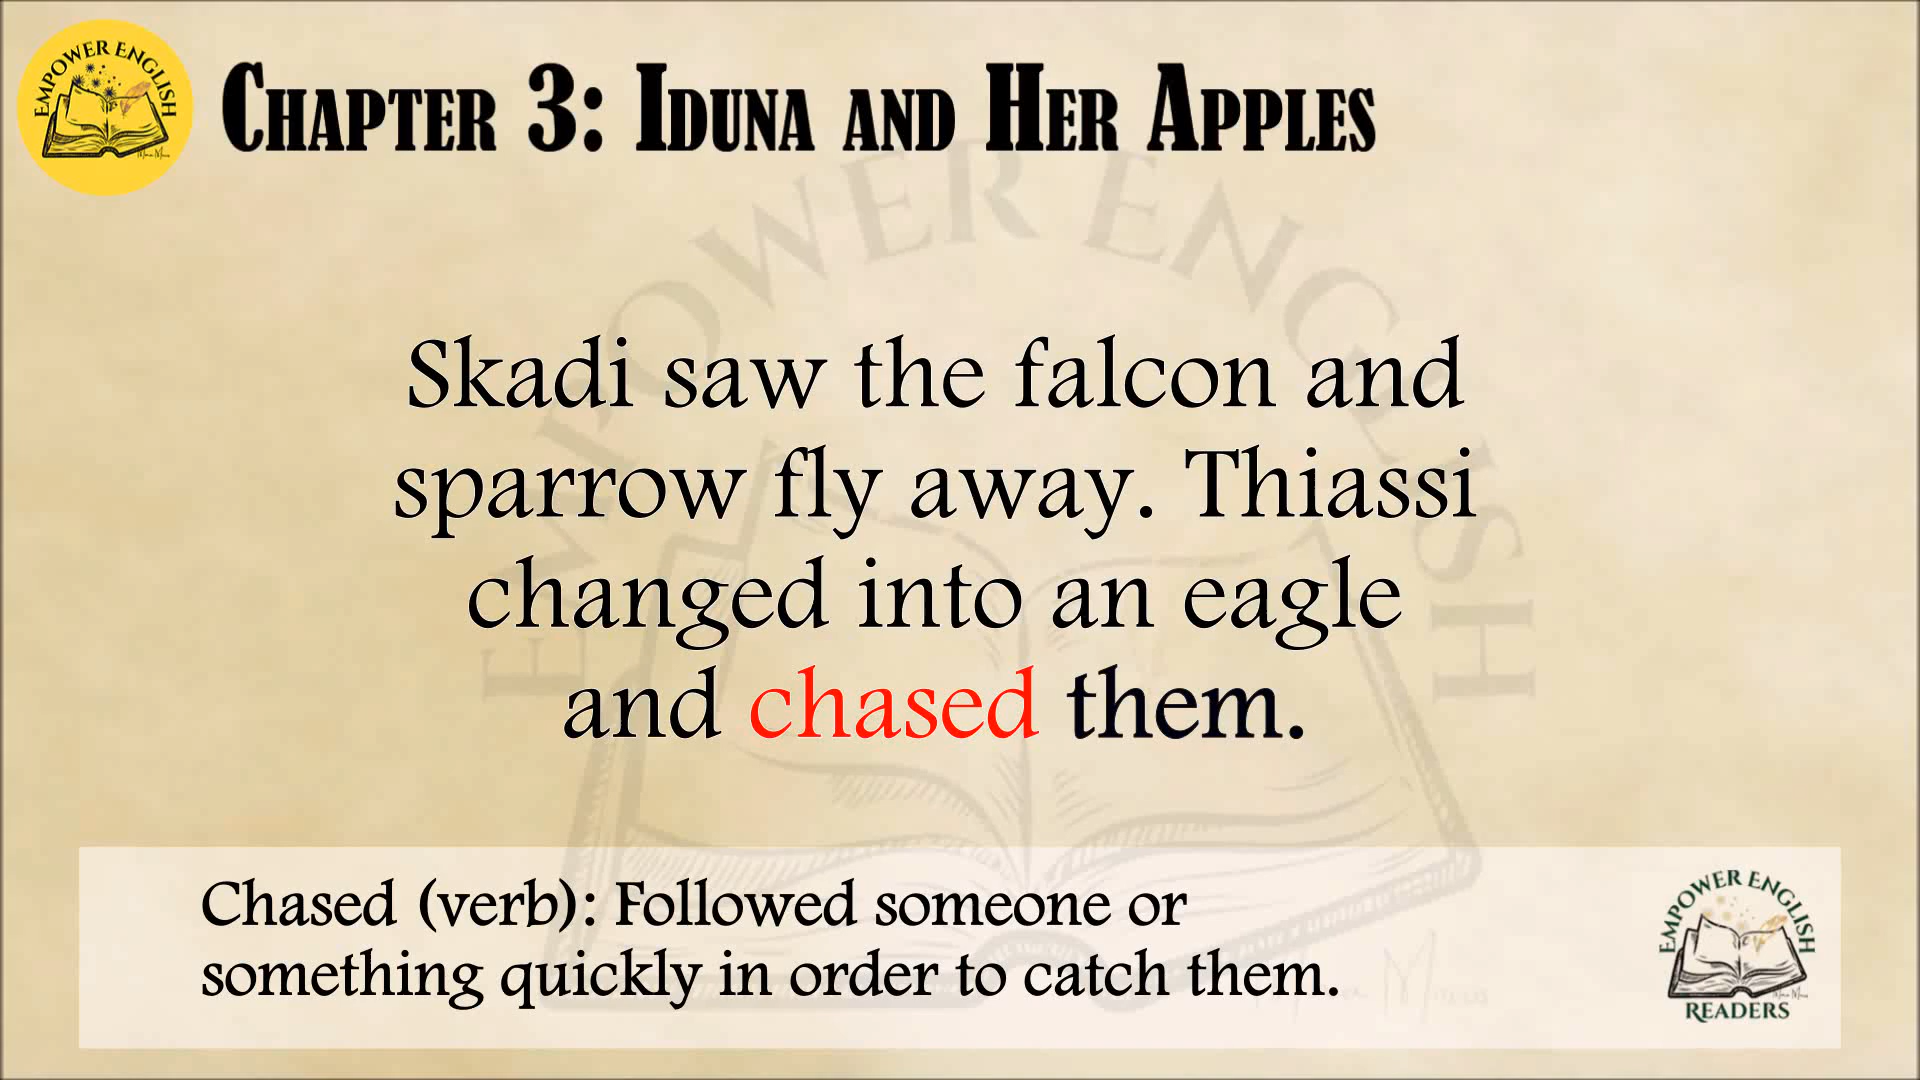 EMPOWER ENGLISH
CHAPTER 3: IDUNA AND HER APPLES
EMPOWER ENGLISH
Skadi saw the falcon and
sparrow fly away. Thiassi
changed into an eagle
and chased them.
Chased (verb): Followed someone or
something quickly in order to catch them.
EMPOWER ENGLISH
READERS